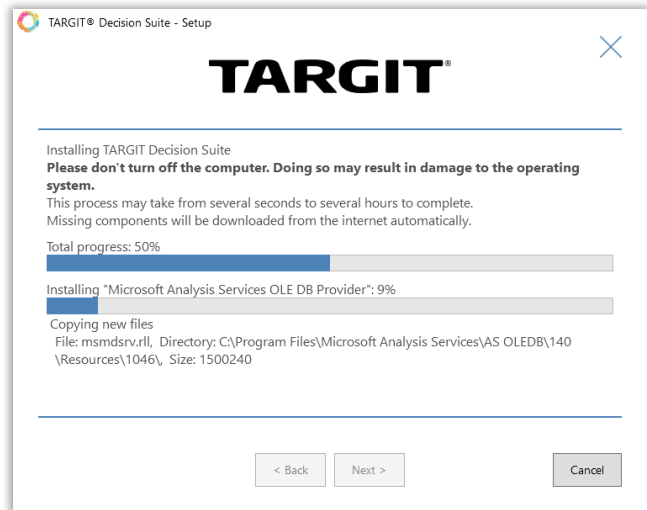 TARGIT® Decision Suite - Setup
TARGIT®
Installing TARGIT Decision Suite
Please don't turn off the computer. Doing so may result in damage to the operating
system.
This process may take from several seconds to several hours to complete.
Missing components will be downloaded from the internet automatically.
Total progress: 50%
Installing "Microsoft Analysis Services OLE DB Provider": 9%
Copying new files
File: msmdsrv.rll, Directory: C:\Program Files\Microsoft Analysis Services\AS OLEDB\140
\Resources\1046\, Size: 1500240
< Back
Next >
Cancel